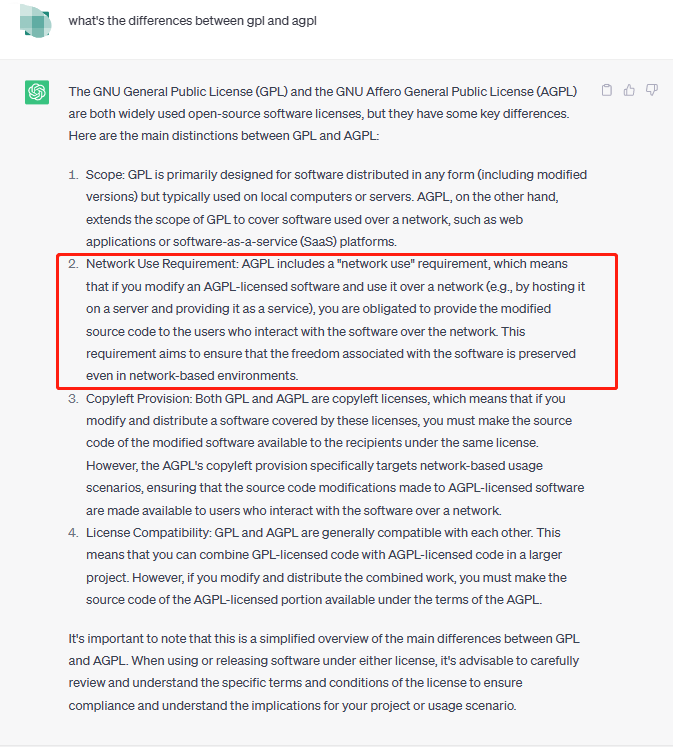 what's the differences between gpl and agpl
The GNU General Public License (GPL) and the GNU Affero General Public License (AGPL)
are both widely used open-source software licenses, but they have some key differences.
Here are the main distinctions between GPL and AGPL:
1. Scope: GPL is primarily designed for software distributed in any form (including modified
versions) but typically used on local computers or servers. AGPL, on the other hand,
extends the scope of GPL to cover software used over a network, such as web
applications or software-as-a-service (SaaS) platforms.
2. Network Use Requirement: AGPL includes a "network use" requirement, which means
that if you modify an AGPL-licensed software and use it over a network (e.g., by hosting it
on a server and providing it as a service), you are obligated to provide the modified
source code to the users who interact with the software over the network. This
requirement aims to ensure that the freedom associated with the software is preserved
even in network-based environments.
3. Copyleft Provision: Both GPL and AGPL are copyleft licenses, which means that if you
modify and distribute a software covered by these licenses, you must make the source
code of the modified software available to the recipients under the same license.
However, the AGPL's copyleft provision specifically targets network-based usage
scenarios, ensuring that the source code modifications made to AGPL-licensed software
are made available to users who interact with the software over a network.
4. License Compatibility: GPL and AGPL are generally compatible with each other. This
means that you can combine GPL-licensed code with AGPL-licensed code in a larger
project. However, if you modify and distribute the combined work, you must make the
source code of the AGPL-licensed portion available under the terms of the AGPL.
It's important to note that this is a simplified overview of the main differences between GPL
and AGPL. When using or releasing software under either license, it's advisable to carefully
review and understand the specific terms and conditions of the license to ensure
compliance and understand the implications for your project or usage scenario.